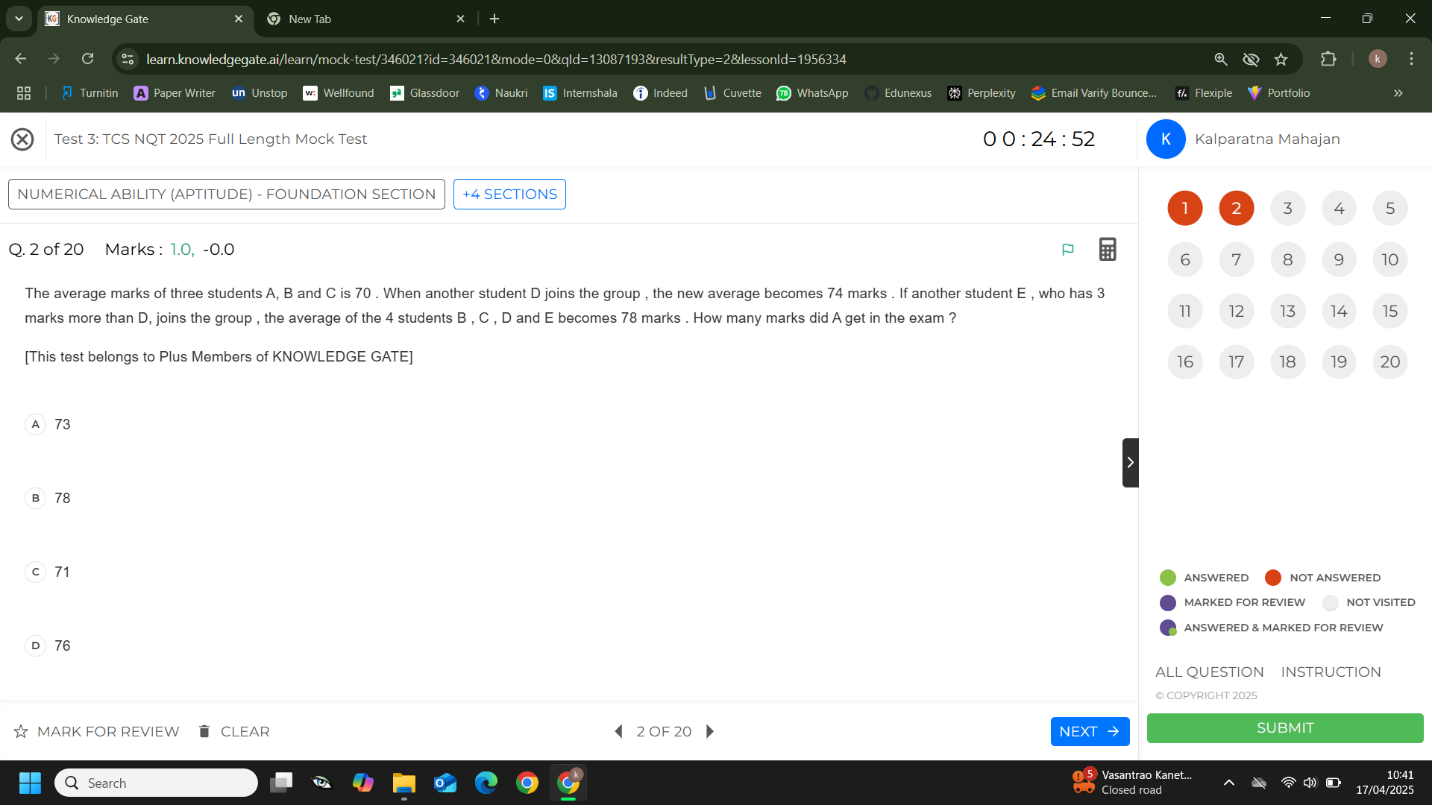 KG Knowledge Gate
New Tab
learn.knowledgegate.ai/learn/mock-test/346021?id=346021&mode=0&qId=13087193&resultType=2&lessonId=1956334
k
Turnitin
A Paper Writer
un Unstop
w: Wellfound
Glassdoor
Naukri
IS Internshala
Indeed
Cuvette
78 WhatsApp
Edunexus
Perplexity
Email Varify Bounce...
Flexiple
Portfolio
Test 3: TCS NQT 2025 Full Length Mock Test
00:24:52
K Kalparatna Mahajan
NUMERICAL ABILITY (APTITUDE) - FOUNDATION SECTION
+4 SECTIONS
Q. 2 of 20 Marks : 1.0, -0.0
The average marks of three students A, B and C is 70 . When another student D joins the group , the new average becomes 74 marks . If another student E , who has 3
marks more than D, joins the group , the average of the 4 students B , C , D and E becomes 78 marks . How many marks did A get in the exam ?
[This test belongs to Plus Members of KNOWLEDGE GATE]
A 73
B 78
C 71
D 76
MARK FOR REVIEW
CLEAR
2 OF 20
NEXT
1 2 3 4 5
6 7 8 9 10
11 12 13 14 15
16 17 18 19 20
ANSWERED NOT ANSWERED
MARKED FOR REVIEW NOT VISITED
ANSWERED & MARKED FOR REVIEW
ALL QUESTION INSTRUCTION
© COPYRIGHT 2025
SUBMIT
Search
k
5
Vasantrao Kanet...
Closed road
10:41
17/04/2025